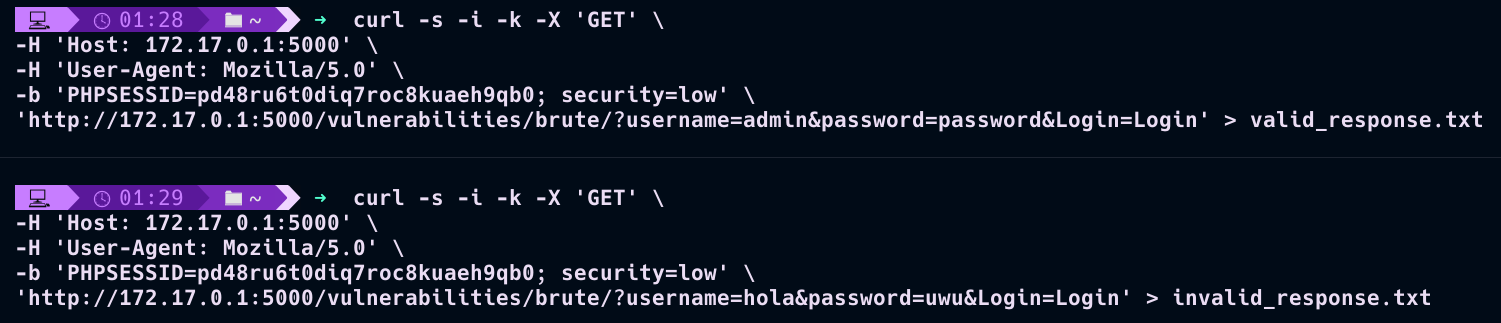 01:28 ~ → curl -s -i -k -X 'GET' \
-H 'Host: 172.17.0.1:5000' \
-H 'User-Agent: Mozilla/5.0' \
-b 'PHPSESSID=pd48ru6t0diq7roc8kuaeh9qb0; security=low' \
'http://172.17.0.1:5000/vulnerabilities/brute/?username=admin&password=password&Login=Login' > valid_response.txt
01:29 ~ → curl -s -i -k -X 'GET' \
-H 'Host: 172.17.0.1:5000' \
-H 'User-Agent: Mozilla/5.0' \
-b 'PHPSESSID=pd48ru6t0diq7roc8kuaeh9qb0; security=low' \
'http://172.17.0.1:5000/vulnerabilities/brute/?username=hola&password=uwu&Login=Login' > invalid_response.txt